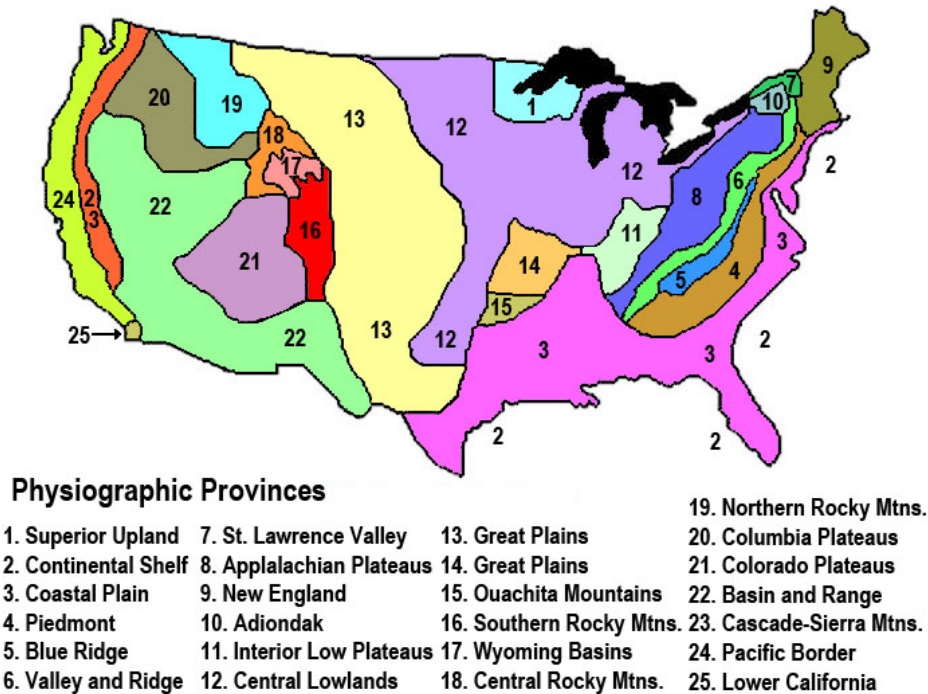 9
7
10
20
19
1
13
12
18
17
12
2
6
24
2
3
22
8
11
3
16
21
14
5
4
15
25
13
12
22
3
3
2
2
2
Physiographic Provinces
1. Superior Upland
2. Continental Shelf
3. Coastal Plain
4. Piedmont
5. Blue Ridge
6. Valley and Ridge
7. St. Lawrence Valley
8. Applalachian Plateaus
9. New England
10. Adiondak
11. Interior Low Plateaus
12. Central Lowlands
13. Great Plains
14. Great Plains
15. Ouachita Mountains
16. Southern Rocky Mtns.
17. Wyoming Basins
18. Central Rocky Mtns.
19. Northern Rocky Mtns.
20. Columbia Plateaus
21. Colorado Plateaus
22. Basin and Range
23. Cascade-Sierra Mtns.
24. Pacific Border
25. Lower California